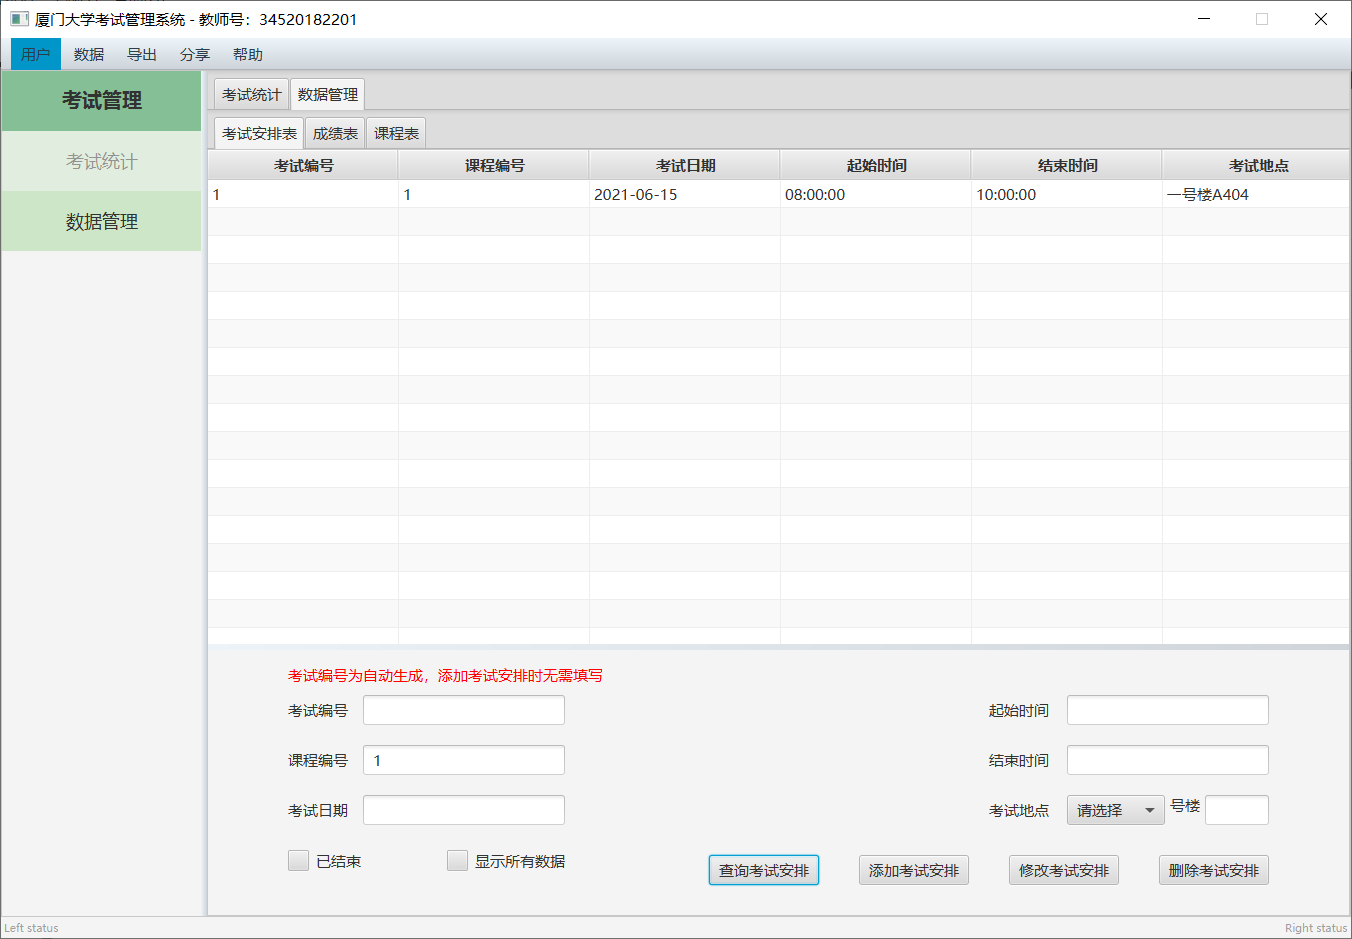 厦门大学考试管理系统 - 教师号：34520182201
用户 数据 导出 分享 帮助
考试管理
考试统计
数据管理
考试统计 数据管理
考试安排表 成绩表 课程表
考试编号 课程编号 考试日期 起始时间 结束时间 考试地点
1 1 2021-06-15 08:00:00 10:00:00 一号楼A404
考试编号为自动生成，添加考试安排时无需填写
考试编号 起始时间
课程编号 1 结束时间
考试日期 考试地点 请选择 号楼
已结束 显示所有数据 查询考试安排 添加考试安排 修改考试安排 删除考试安排
Left status Right status